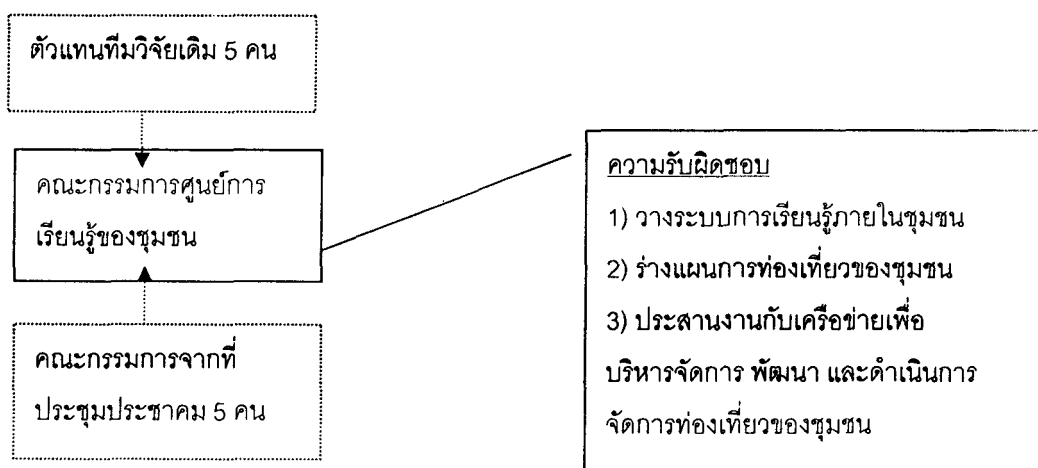 ตัวแทนทีมวิจัยเดิม 5 คน
คณะกรรมการศูนย์การ
เรียนรู้ของชุมชน
คณะกรรมการจากที่
ประชุมประชาคม 5 คน
ความรับผิดชอบ
1) วางระบบการเรียนรู้ภายในชุมชน
2) ร่างแผนการท่องเที่ยวของชุมชน
3) ประสานงานกับเครือข่ายเพื่อ
บริหารจัดการ พัฒนา และดำเนินการ
จัดการท่องเที่ยวของชุมชน